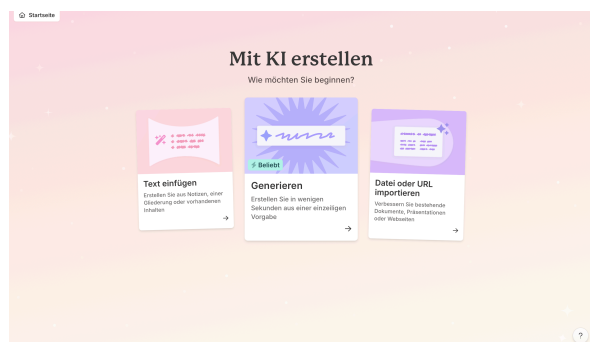 Startseite
Mit KI erstellen
Wie möchten Sie beginnen?
Text einfügen
Erstellen Sie aus Notizen, einer
Gliederung oder vorhandenen
Inhalten
Beliebt
Generieren
Erstellen Sie in wenigen
Sekunden aus einer einzeiligen
Vorgabe
Datei oder URL
importieren
Verbessern Sie bestehende
Dokumente, Präsentationen
oder Webseiten
?